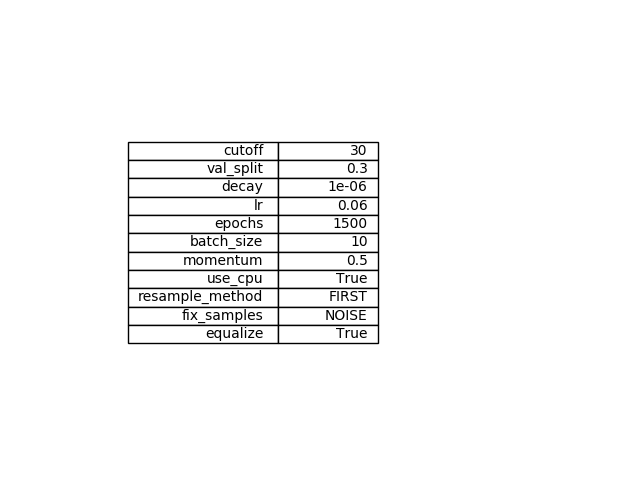 cutoff 30
val_split 0.3
decay 1e-06
lr 0.06
epochs 1500
batch_size 10
momentum 0.5
use_cpu True
resample_method FIRST
fix_samples NOISE
equalize True